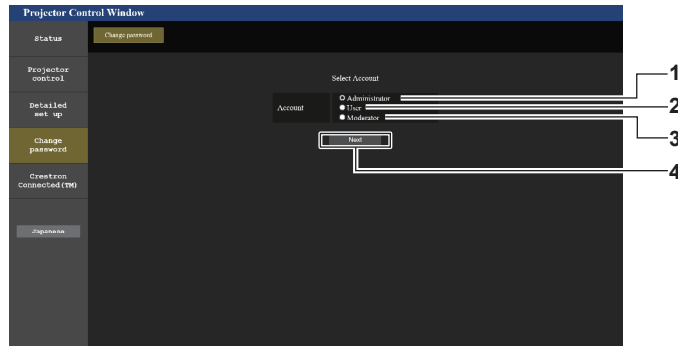 Projector Control Window
Status
Change password
Projector
control
Detailed
set up
Change
password
Crestron
Connected(TM)
Japanese
Select Account
Account
Administrator
User
Moderator
Next
1
2
3
4